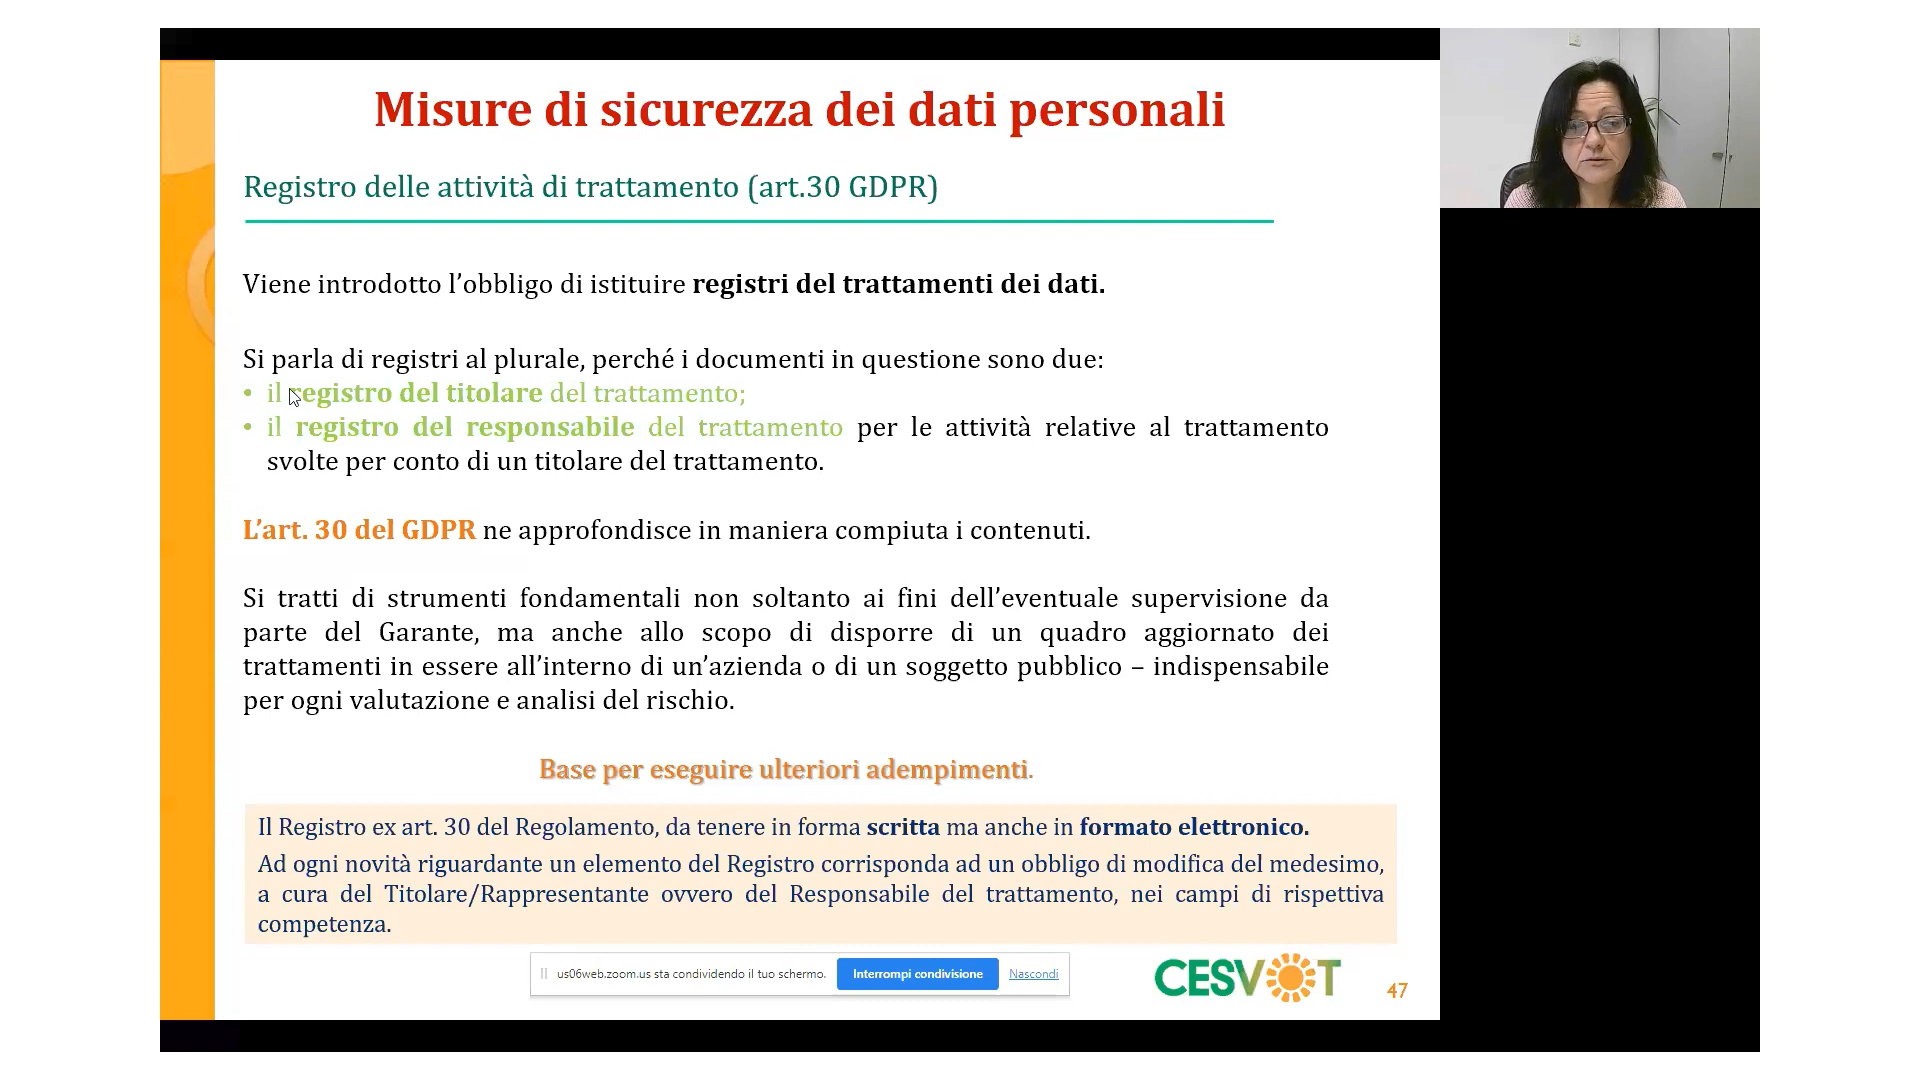 Misure di sicurezza dei dati personali
Registro delle attività di trattamento (art.30 GDPR)
Viene introdotto l’obbligo di istituire registri del trattamenti dei dati.
Si parla di registri al plurale, perché i documenti in questione sono due:
• il registro del titolare del trattamento;
• il registro del responsabile del trattamento per le attività relative al trattamento
svolte per conto di un titolare del trattamento.
L’art. 30 del GDPR ne approfondisce in maniera compiuta i contenuti.
Si tratti di strumenti fondamentali non soltanto ai fini dell’eventuale supervisione da
parte del Garante, ma anche allo scopo di disporre di un quadro aggiornato dei
trattamenti in essere all’interno di un’azienda o di un soggetto pubblico – indispensabile
per ogni valutazione e analisi del rischio.
Base per eseguire ulteriori adempimenti.
Il Registro ex art. 30 del Regolamento, da tenere in forma scritta ma anche in formato elettronico.
Ad ogni novità riguardante un elemento del Registro corrisponda ad un obbligo di modifica del medesimo,
a cura del Titolare/Rappresentante ovvero del Responsabile del trattamento, nei campi di rispettiva
competenza.
us06web.zoom.us sta condividendo il tuo schermo. Interrompi condivisione Nascondi
CESVOT
47